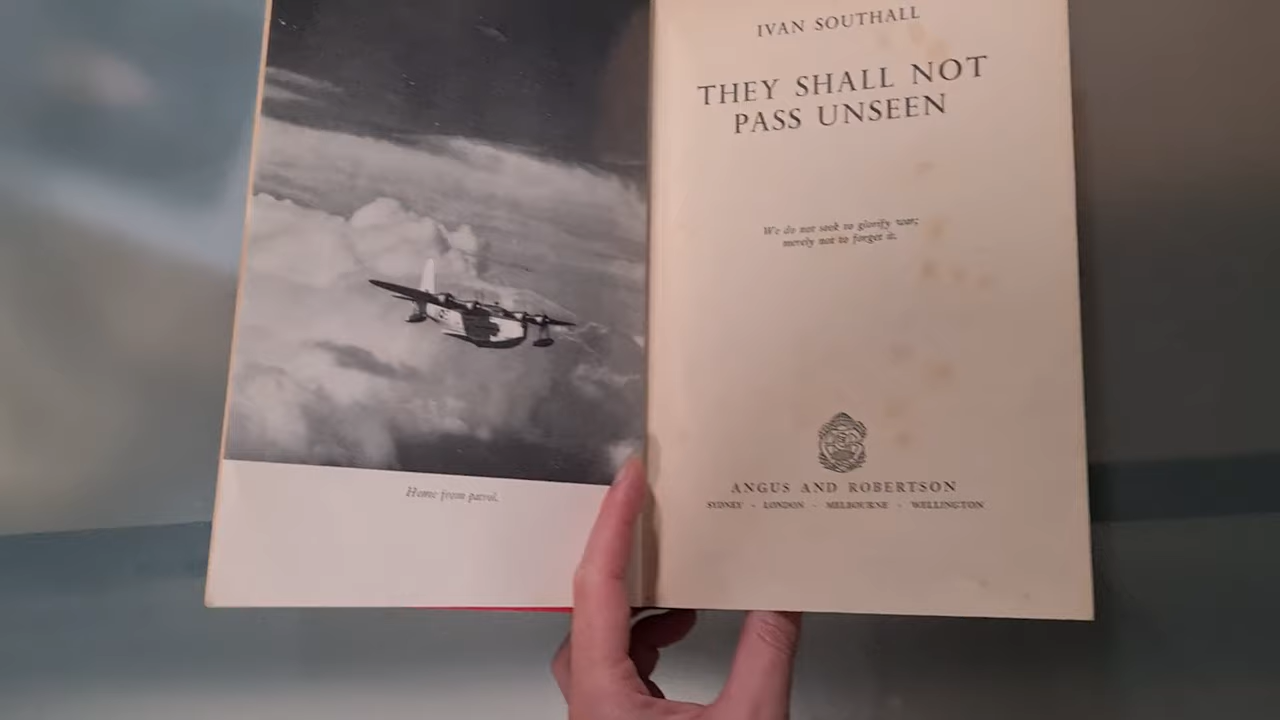 Home from patrol.
IVAN SOUTHALL
THEY SHALL NOT
PASS UNSEEN
We do not seek to glorify war;
merely not to forget it.
ANGUS AND ROBERTSON
SYDNEY · LONDON · MELBOURNE · WELLINGTON